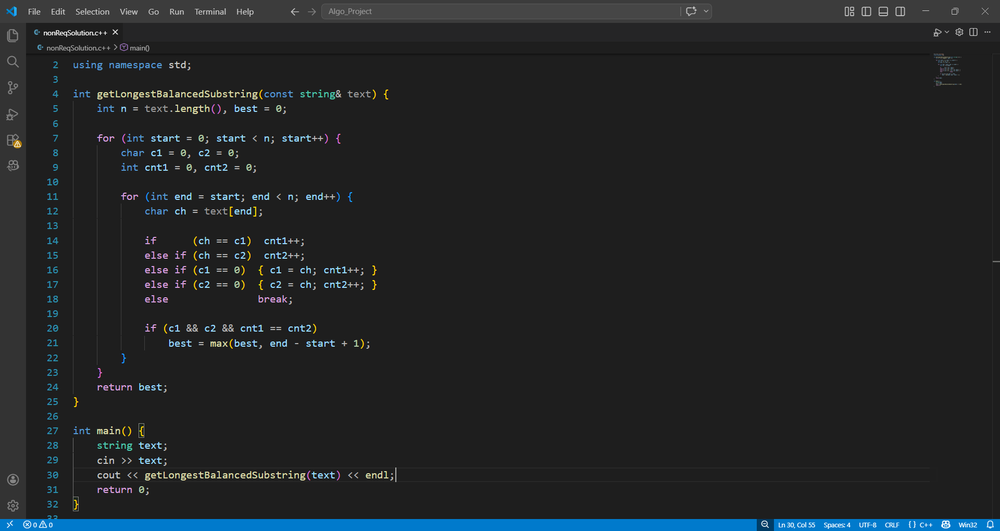 File Edit Selection View Go Run Terminal Help Algo_Project
nonReqSolution.c++
nonReqSolution.c++ > main()
2 using namespace std;
3
4 int getLongestBalancedSubstring(const string& text) {
5     int n = text.length(), best = 0;
6
7     for (int start = 0; start < n; start++) {
8         char c1 = 0, c2 = 0;
9         int cnt1 = 0, cnt2 = 0;
10
11         for (int end = start; end < n; end++) {
12             char ch = text[end];
13
14             if      (ch == c1)  cnt1++;
15             else if (ch == c2)  cnt2++;
16             else if (c1 == 0)  { c1 = ch; cnt1++; }
17             else if (c2 == 0)  { c2 = ch; cnt2++; }
18             else               break;
19
20             if (c1 && c2 && cnt1 == cnt2)
21                 best = max(best, end - start + 1);
22         }
23     }
24     return best;
25 }
26
27 int main() {
28     string text;
29     cin >> text;
30     cout << getLongestBalancedSubstring(text) << endl;
31     return 0;
32 }
33
0 0 Ln 30, Col 55 Spaces: 4 UTF-8 CRLF {} C++ Win32